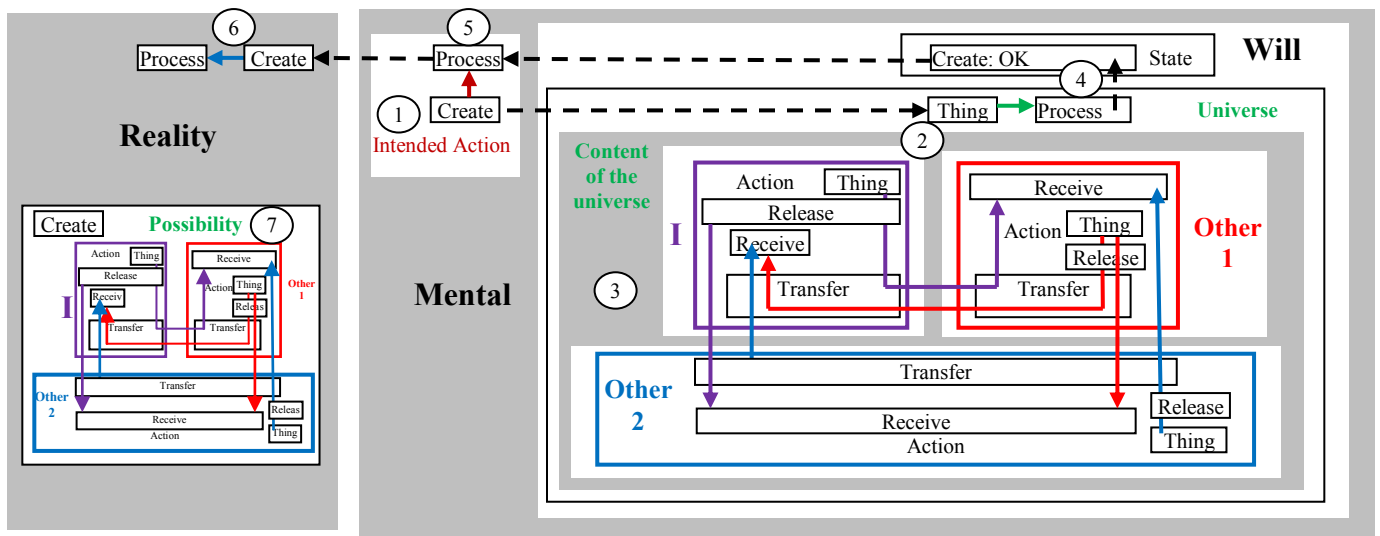 6
Process
Create
Reality
Create
Possibility
7
Action
Thing
Release
Receiv
I
Transfer
Receive
Action
Thing
Releas
Other
1
Transfer
Other
2
Transfer
Receive
Action
Releas
Thing
5
Process
1
Create
Intended Action
Mental
Will
Create: OK
State
4
Thing
Process
Universe
2
Content
of the
universe
3
Action
Thing
Release
I
Receive
Transfer
Receive
Action
Thing
Release
Other
1
Transfer
Other
2
Transfer
Receive
Action
Release
Thing